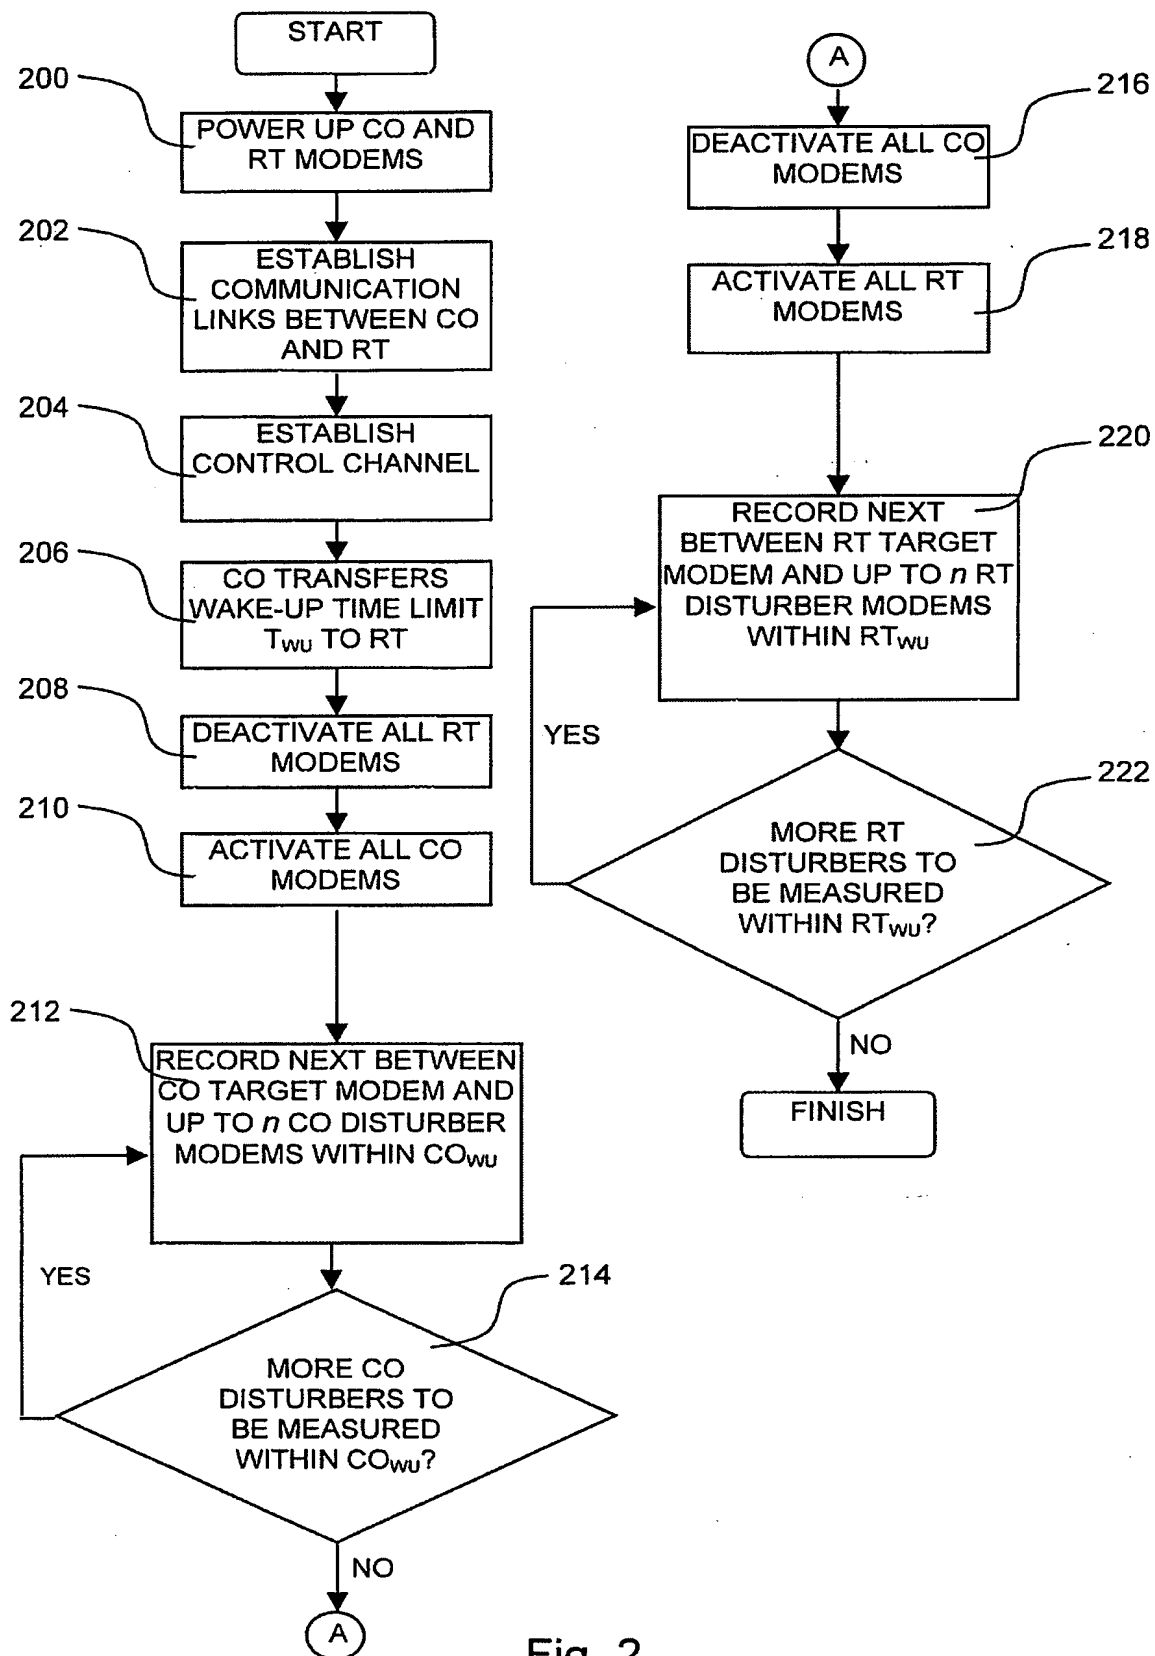 START
200
POWER UP CO AND
RT MODEMS
202
ESTABLISH
COMMUNICATION
LINKS BETWEEN CO
AND RT
204
ESTABLISH
CONTROL CHANNEL
206
CO TRANSFERS
WAKE-UP TIME LIMIT
TWU TO RT
208
DEACTIVATE ALL RT
MODEMS
210
ACTIVATE ALL CO
MODEMS
212
RECORD NEXT BETWEEN
CO TARGET MODEM AND
UP TO n CO DISTURBER
MODEMS WITHIN COWU
YES
214
MORE CO
DISTURBERS TO
BE MEASURED
WITHIN COWU?
NO
A
A
216
DEACTIVATE ALL CO
MODEMS
218
ACTIVATE ALL RT
MODEMS
220
RECORD NEXT
BETWEEN RT TARGET
MODEM AND UP TO n RT
DISTURBER MODEMS
WITHIN RTWU
YES
222
MORE RT
DISTURBERS TO
BE MEASURED
WITHIN RTWU?
NO
FINISH
Fig. 2